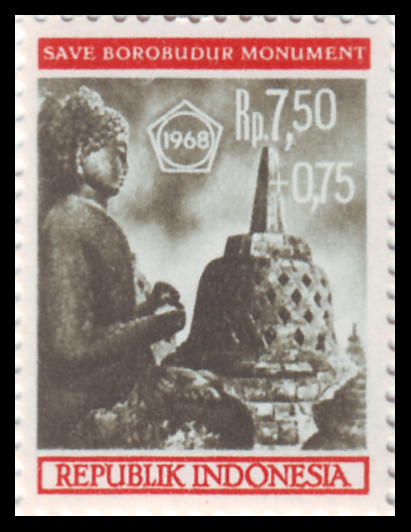 SAVE BOROBUDUR MONUMENT
1968
Rp.7,50
+0,75
REPUBLIK INDONESIA